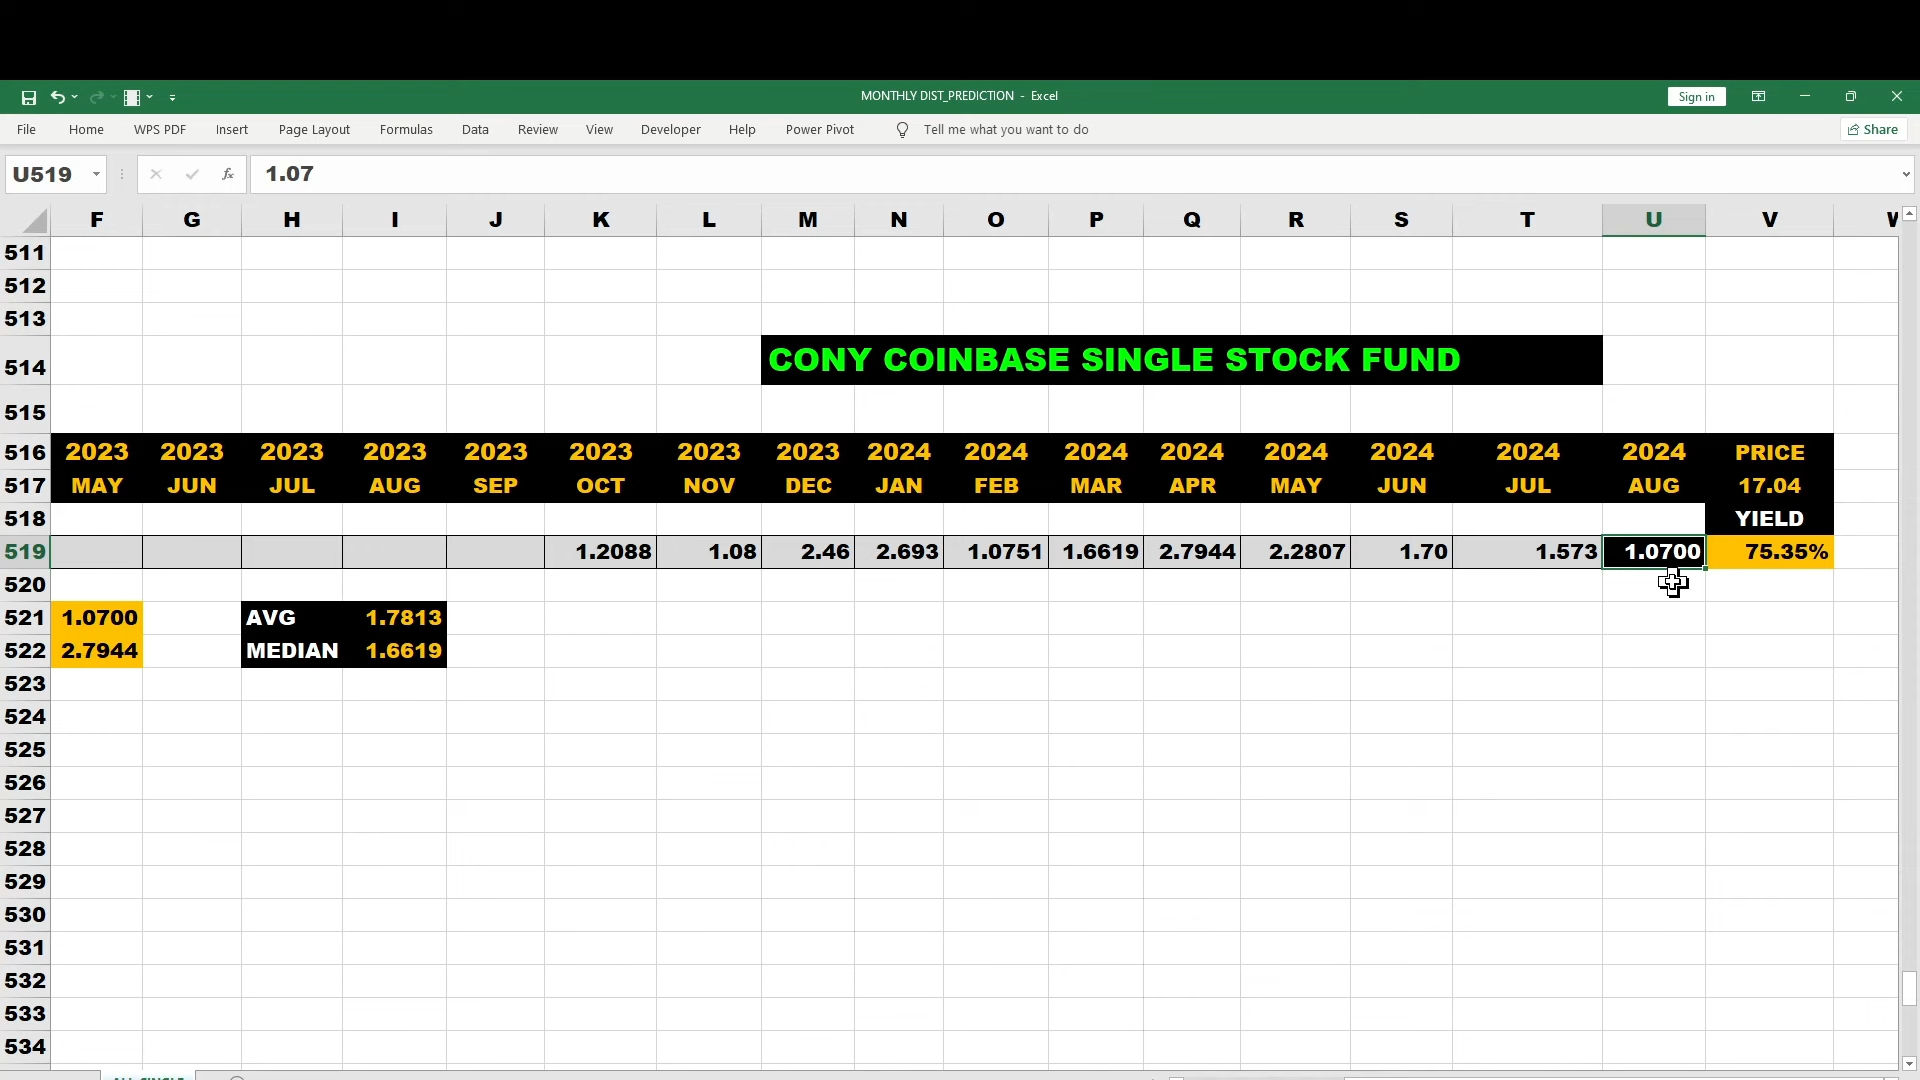 MONTHLY DIST_PREDICTION - Excel
Sign in
File Home WPS PDF Insert Page Layout Formulas Data Review View Developer Help Power Pivot Tell me what you want to do Share
U519 fx 1.07
F G H I J K L M N O P Q R S T U V W
511
512
513
514 CONY COINBASE SINGLE STOCK FUND
515
516 2023 2023 2023 2023 2023 2023 2023 2023 2024 2024 2024 2024 2024 2024 2024 2024 PRICE
517 MAY JUN JUL AUG SEP OCT NOV DEC JAN FEB MAR APR MAY JUN JUL AUG 17.04
518 YIELD
519 1.2088 1.08 2.46 2.693 1.0751 1.6619 2.7944 2.2807 1.70 1.573 1.0700 75.35%
520
521 1.0700 AVG 1.7813
522 2.7944 MEDIAN 1.6619
523
524
525
526
527
528
529
530
531
532
533
534